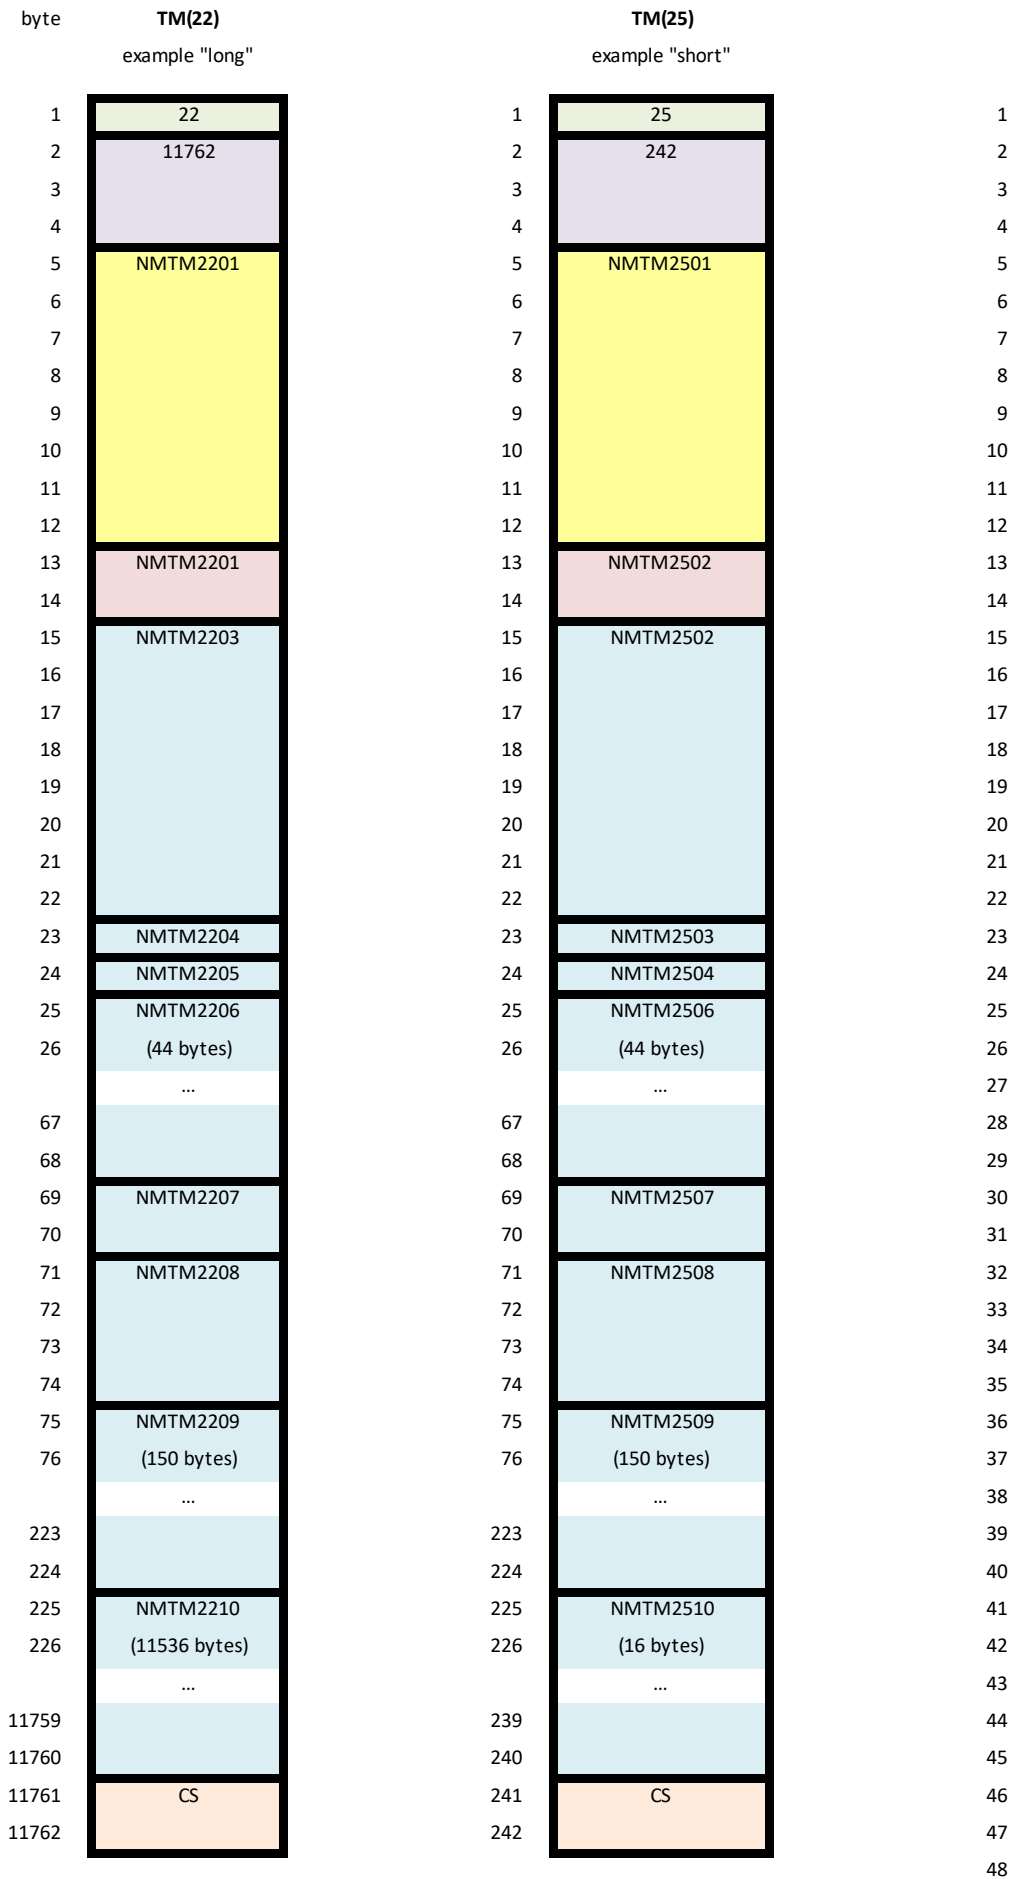 byte TM(22) TM(25)
example "long" example "short"
1 22 1 25 1
2 11762 2 242 2
3 3 3
4 4 4
5 NMTM2201 5 NMTM2501 5
6 6 6
7 7 7
8 8 8
9 9 9
10 10 10
11 11 11
12 12 12
13 NMTM2201 13 NMTM2502 13
14 14 14
15 NMTM2203 15 NMTM2502 15
16 16 16
17 17 17
18 18 18
19 19 19
20 20 20
21 21 21
22 22 22
23 NMTM2204 23 NMTM2503 23
24 NMTM2205 24 NMTM2504 24
25 NMTM2206 25 NMTM2506 25
26 (44 bytes) 26 (44 bytes) 26
... ... 27
67 67 28
68 68 29
69 NMTM2207 69 NMTM2507 30
70 70 31
71 NMTM2208 71 NMTM2508 32
72 72 33
73 73 34
74 74 35
75 NMTM2209 75 NMTM2509 36
76 (150 bytes) 76 (150 bytes) 37
... ... 38
223 223 39
224 224 40
225 NMTM2210 225 NMTM2510 41
226 (11536 bytes) 226 (16 bytes) 42
... ... 43
11759 239 44
11760 240 45
11761 CS 241 CS 46
11762 242 47
48